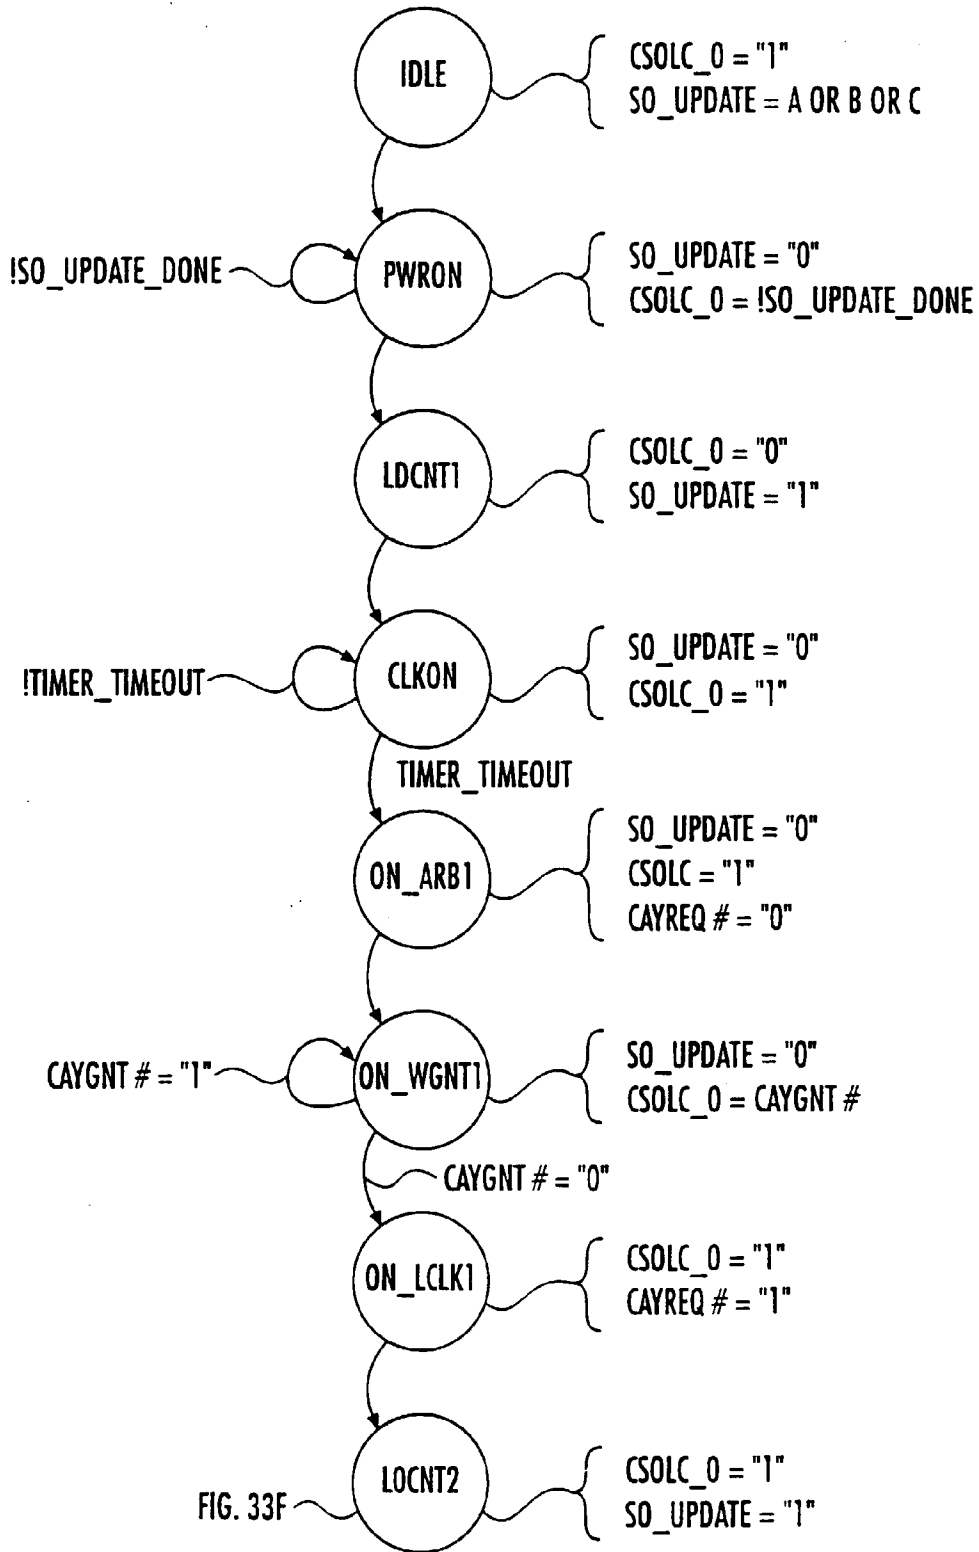 IDLE
CSOLC_0 = "1"
SO_UPDATE = A OR B OR C
!SO_UPDATE_DONE
PWRON
SO_UPDATE = "0"
CSOLC_0 = !SO_UPDATE_DONE
LDCNT1
CSOLC_0 = "0"
SO_UPDATE = "1"
!TIMER_TIMEOUT
CLKON
SO_UPDATE = "0"
CSOLC_0 = "1"
TIMER_TIMEOUT
ON_ARB1
SO_UPDATE = "0"
CSOLC = "1"
CAYREQ # = "0"
CAYGNT # = "1"
ON_WGNT1
SO_UPDATE = "0"
CSOLC_0 = CAYGNT #
CAYGNT # = "0"
ON_LCLK1
CSOLC_0 = "1"
CAYREQ # = "1"
LOCNT2
CSOLC_0 = "1"
SO_UPDATE = "1"
FIG. 33F